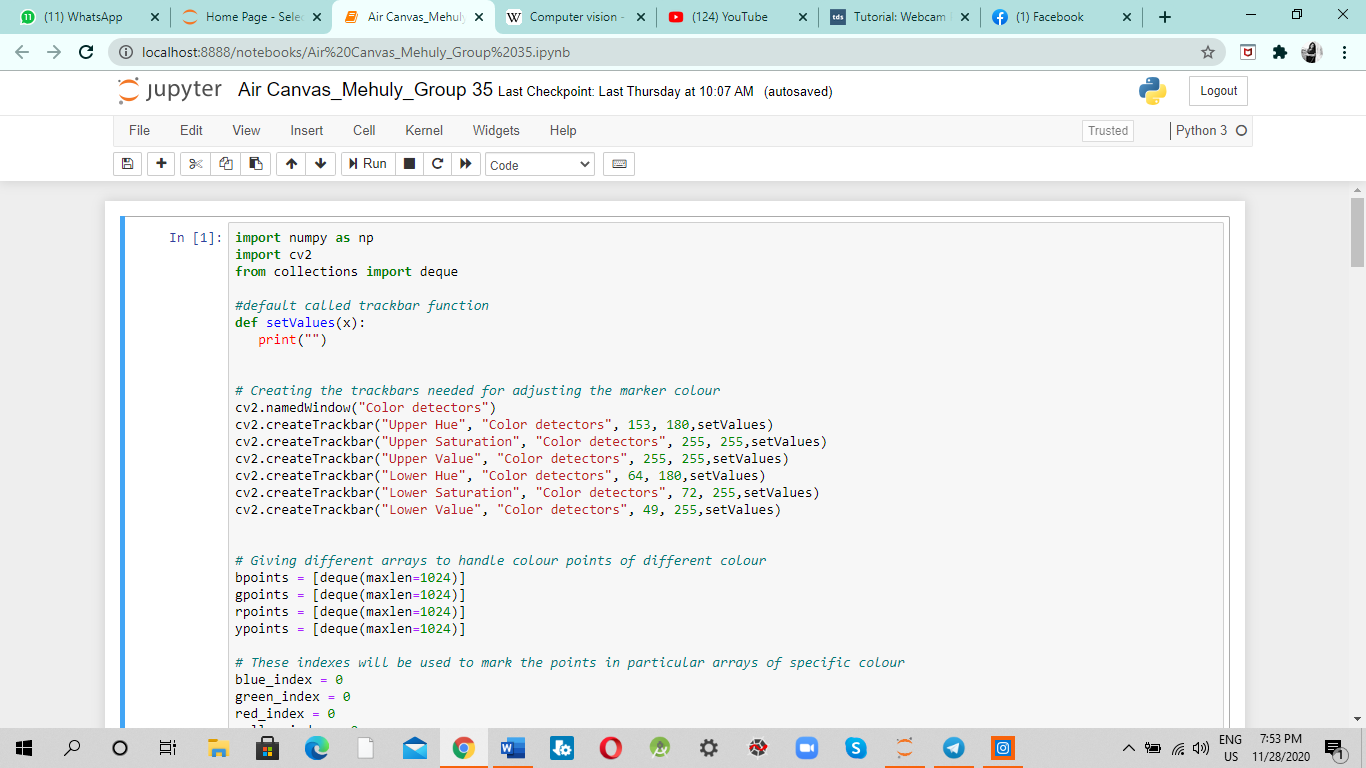 (11) WhatsApp
Home Page - Sele
Air Canvas_Mehuly
Computer vision -
(124) YouTube
tds Tutorial: Webcam
(1) Facebook
localhost:8888/notebooks/Air%20Canvas_Mehuly_Group%2035.ipynb
jupyter Air Canvas_Mehuly_Group 35 Last Checkpoint: Last Thursday at 10:07 AM (autosaved)
Logout
File Edit View Insert Cell Kernel Widgets Help
Trusted
Python 3
Run
Code
In [1]: import numpy as np
import cv2
from collections import deque
#default called trackbar function
def setValues(x):
   print("")
# Creating the trackbars needed for adjusting the marker colour
cv2.namedWindow("Color detectors")
cv2.createTrackbar("Upper Hue", "Color detectors", 153, 180,setValues)
cv2.createTrackbar("Upper Saturation", "Color detectors", 255, 255,setValues)
cv2.createTrackbar("Upper Value", "Color detectors", 255, 255,setValues)
cv2.createTrackbar("Lower Hue", "Color detectors", 64, 180,setValues)
cv2.createTrackbar("Lower Saturation", "Color detectors", 72, 255,setValues)
cv2.createTrackbar("Lower Value", "Color detectors", 49, 255,setValues)
# Giving different arrays to handle colour points of different colour
bpoints = [deque(maxlen=1024)]
gpoints = [deque(maxlen=1024)]
rpoints = [deque(maxlen=1024)]
ypoints = [deque(maxlen=1024)]
# These indexes will be used to mark the points in particular arrays of specific colour
blue_index = 0
green_index = 0
red_index = 0
ENG 7:53 PM
US 11/28/2020